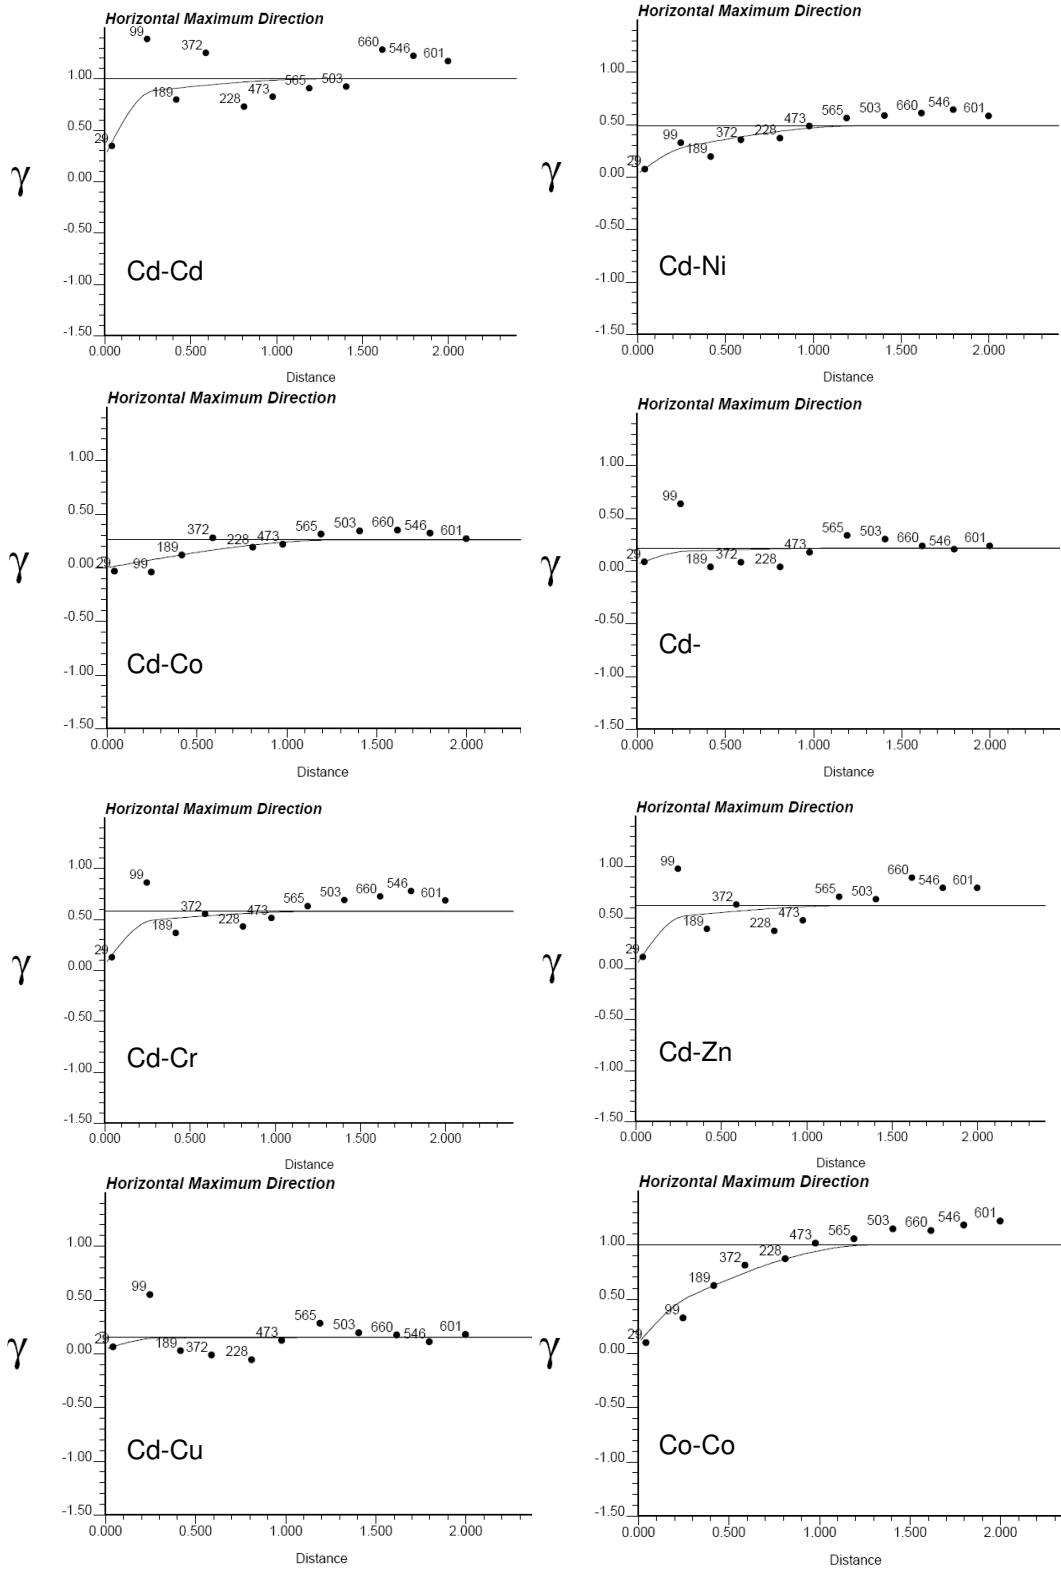 Horizontal Maximum Direction
99
372
660
546
601
1.00
565
503
189
473
228
0.50
29
0.00
γ
-0.50
Cd-Cd
-1.00
-1.50
0.000 0.500 1.000 1.500 2.000
Distance
Horizontal Maximum Direction
1.00
565 503 660 546 601
473
0.50
99 372 228
189
29
0.00
γ
-0.50
Cd-Ni
-1.00
-1.50
0.000 0.500 1.000 1.500 2.000
Distance
Horizontal Maximum Direction
1.00
0.50
372 228 473 565 503 660 546 601
189
0.00
29 99
γ
-0.50
Cd-Co
-1.00
-1.50
0.000 0.500 1.000 1.500 2.000
Distance
Horizontal Maximum Direction
1.00
99
0.50
565 503 660 546 601
473
29 189 372 228
0.00
γ
-0.50
Cd-
-1.00
-1.50
0.000 0.500 1.000 1.500 2.000
Distance
Horizontal Maximum Direction
1.00
99
372 473 565 503 660 546 601
0.50
189 228
29
0.00
γ
-0.50
Cd-Cr
-1.00
-1.50
0.000 0.500 1.000 1.500 2.000
Distance
Horizontal Maximum Direction
1.00
99
660 546 601
372 565 503
0.50
189 228 473
29
0.00
γ
-0.50
Cd-Zn
-1.00
-1.50
0.000 0.500 1.000 1.500 2.000
Distance
Horizontal Maximum Direction
1.00
99
0.50
565 503 660 546 601
473
29 189 372 228
0.00
γ
-0.50
Cd-Cu
-1.00
-1.50
0.000 0.500 1.000 1.500 2.000
Distance
Horizontal Maximum Direction
473 565 503 660 546 601
1.00
372 228
189
0.50
99
29
0.00
γ
-0.50
Co-Co
-1.00
-1.50
0.000 0.500 1.000 1.500 2.000
Distance